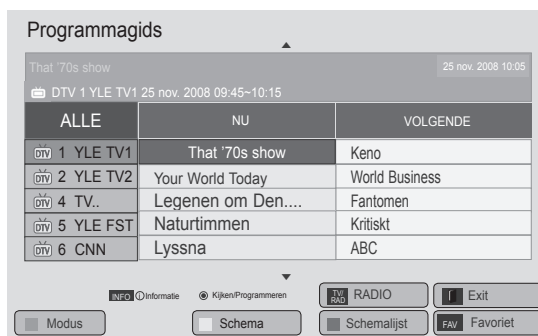 Programmagids
That '70s show
25 nov. 2008 10:05
DTV 1 YLE TV1 25 nov. 2008 09:45~10:15
ALLE NU VOLGENDE
DTV 1 YLE TV1 That '70s show Keno
DTV 2 YLE TV2 Your World Today World Business
DTV 4 TV.. Legenen om Den.... Fantomen
DTV 5 YLE FST Naturtimmen Kritiskt
DTV 6 CNN Lyssna ABC
INFO i Informatie Kijken/Programmeren TV/RAD RADIO Exit
Modus Schema Schemalijst FAV Favoriet